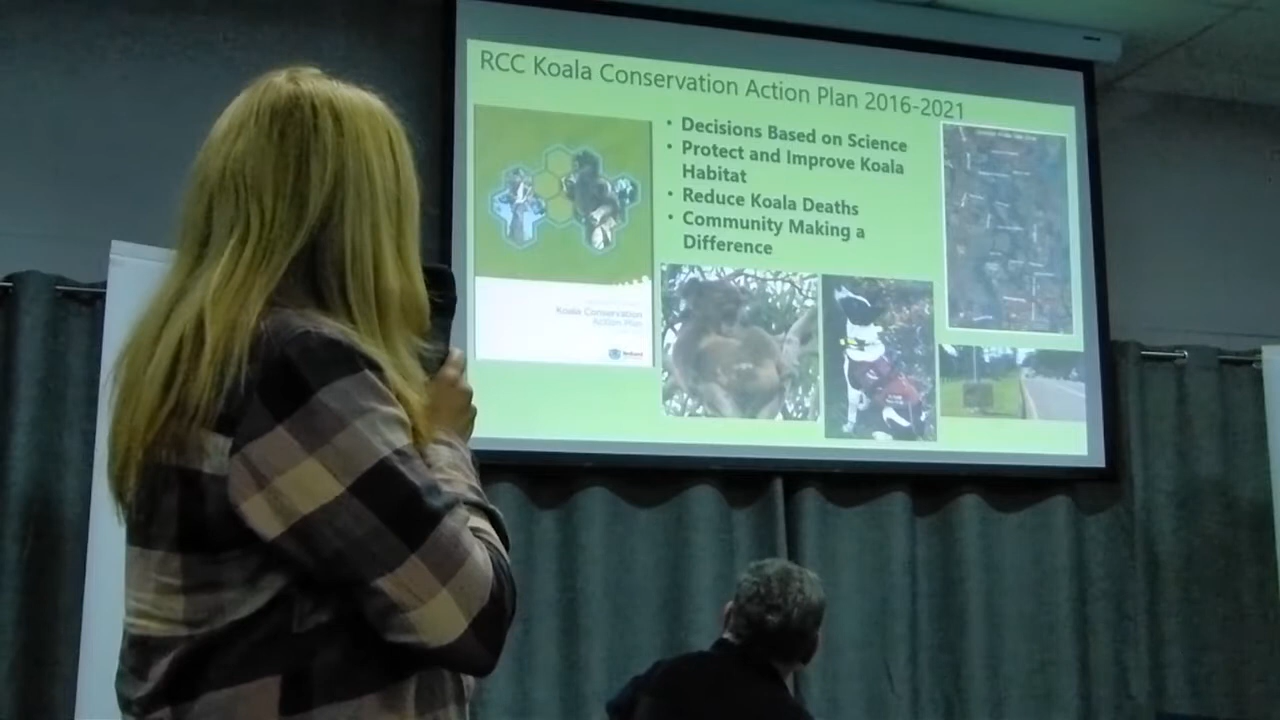 RCC Koala Conservation Action Plan 2016-2021
• Decisions Based on Science
• Protect and Improve Koala
Habitat
• Reduce Koala Deaths
• Community Making a
Difference
Koala Conservation
Action Plan